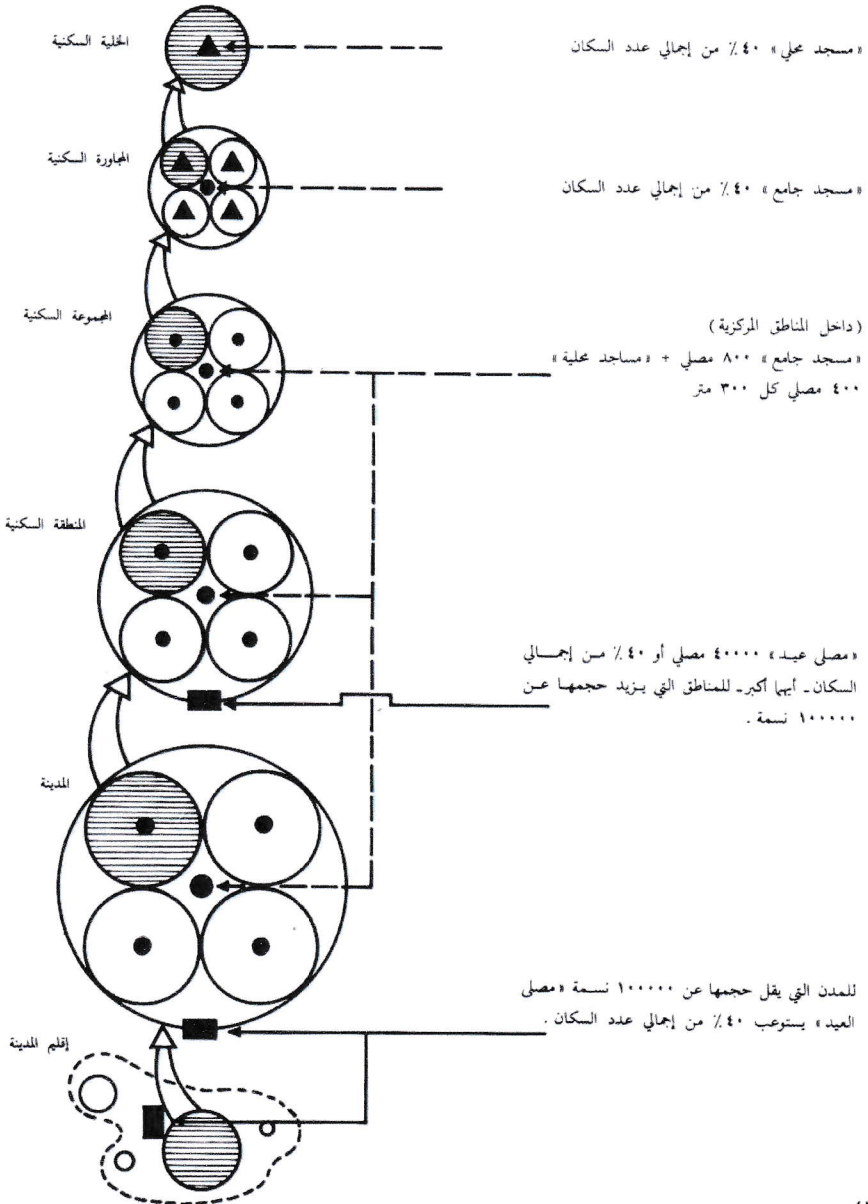 الخلية السكنية
«مسجد محلي» ٤٠٪ من إجمالي عدد السكان
المجاورة السكنية
«مسجد جامع» ٤٠٪ من إجمالي عدد السكان
المجموعة السكنية
(داخل المناطق المركزية)
«مسجد جامع» ٨٠٠ مصلي + «مساجد محلية»
٤٠٠ مصلي كل ٣٠٠ متر
المنطقة السكنية
«مصلى عيد» ٤٠٠٠٠ مصلي أو ٤٠٪ من إجمالي
السكان ـ أيهما أكبر ـ للمناطق التي يزيد حجمها عن
١٠٠٠٠٠ نسمة .
المدينة
للمدن التي يقل حجمها عن ١٠٠٠٠٠ نسمة «مصلى
العيد» يستوعب ٤٠٪ من إجمالي عدد السكان .
إقليم المدينة